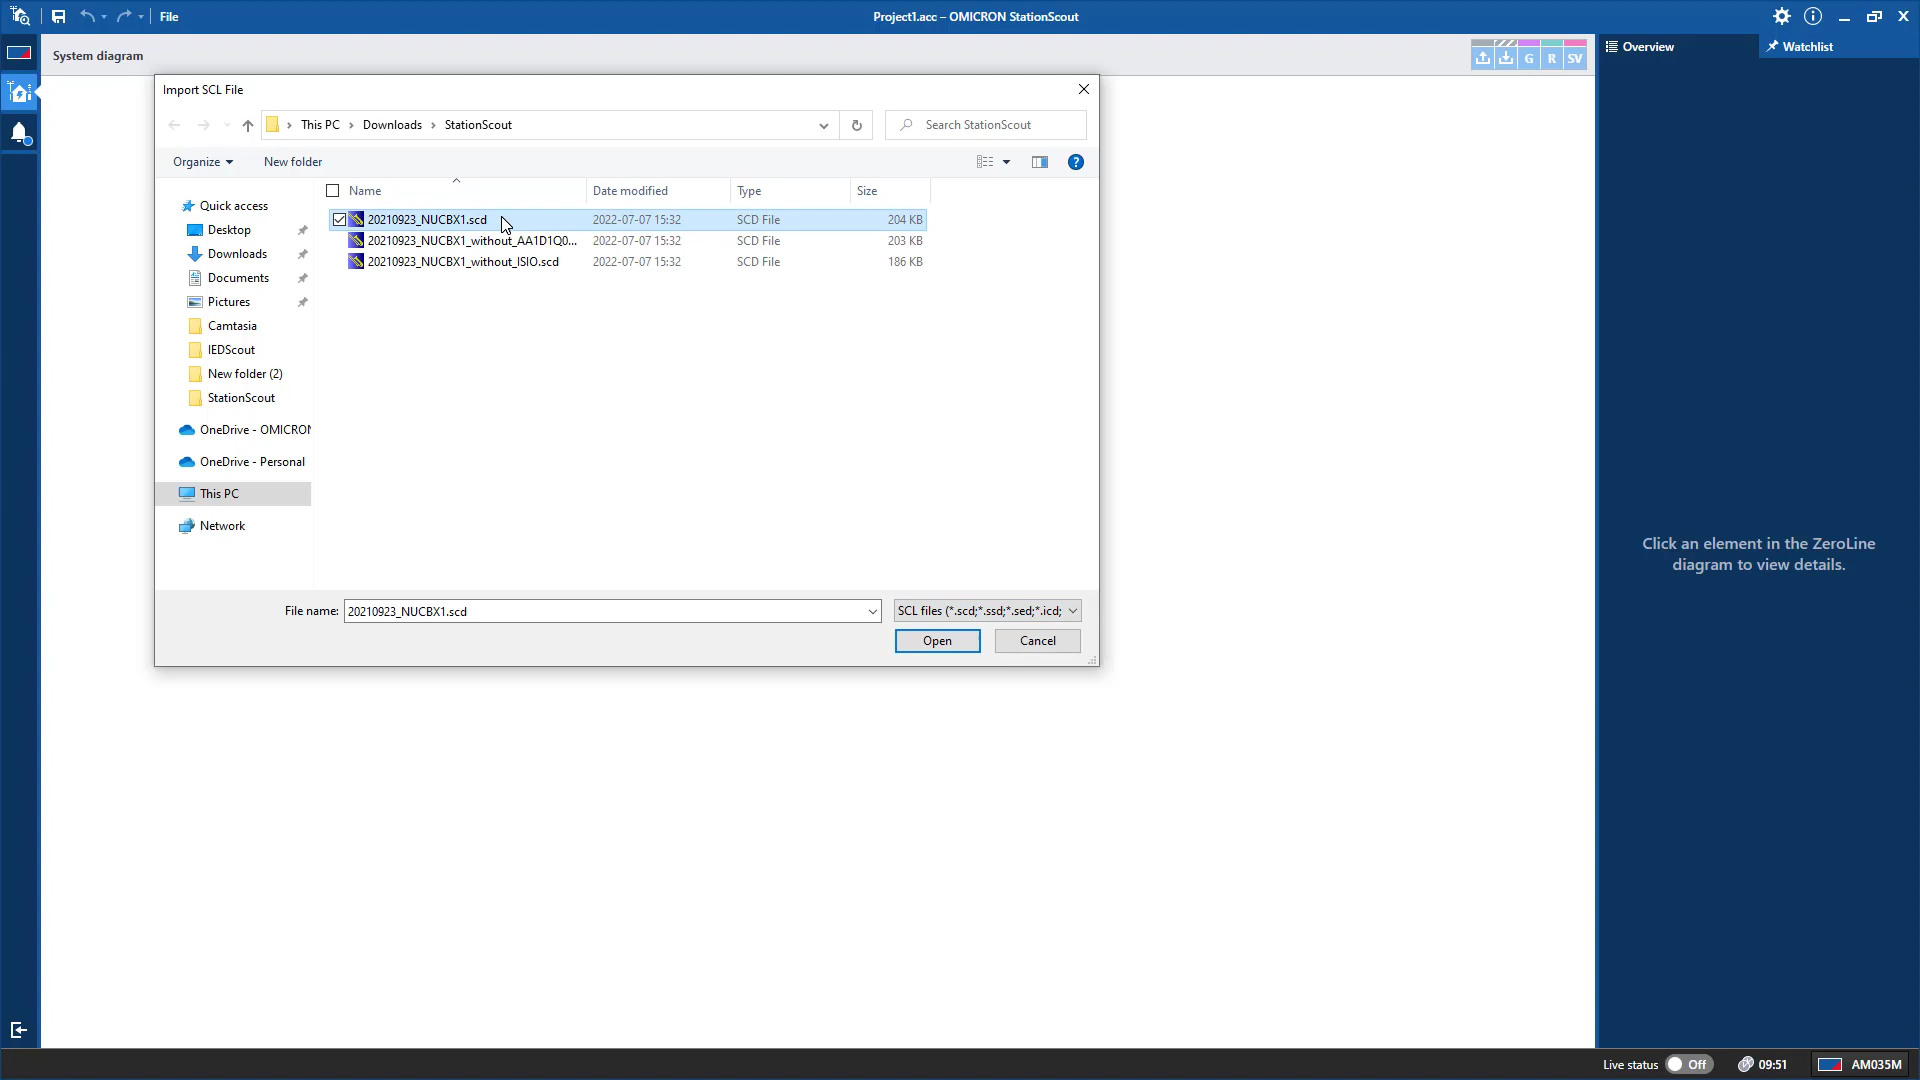 File
Project1.acc – OMICRON StationScout
System diagram
G R SV
Overview
Watchlist
Import SCL File
This PC › Downloads › StationScout
Search StationScout
Organize
New folder
Name
Date modified
Type
Size
Quick access
Desktop
Downloads
Documents
Pictures
Camtasia
IEDScout
New folder (2)
StationScout
OneDrive - OMICRON
OneDrive - Personal
This PC
Network
20210923_NUCBX1.scd 2022-07-07 15:32 SCD File 204 KB
20210923_NUCBX1_without_AA1D1Q0... 2022-07-07 15:32 SCD File 203 KB
20210923_NUCBX1_without_ISIO.scd 2022-07-07 15:32 SCD File 186 KB
File name: 20210923_NUCBX1.scd
SCL files (*.scd;*.ssd;*.sed;*.icd;
Open
Cancel
Click an element in the ZeroLine
diagram to view details.
Live status Off
09:51
AM035M